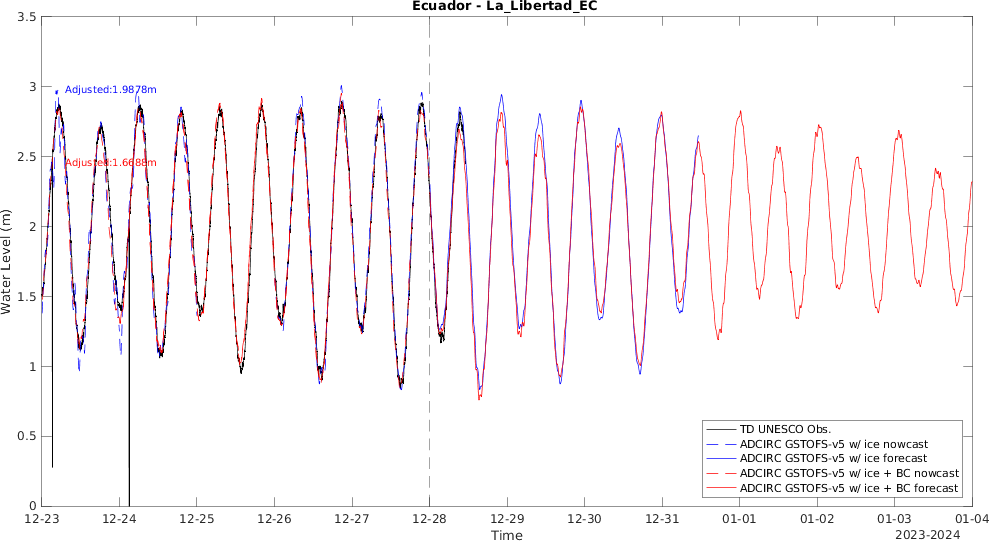 Ecuador - La_Libertad_EC
3.5
3
2.5
2
1.5
1
0.5
0
Water Level (m)
Adjusted:1.9878m
Adjusted:1.6688m
TD UNESCO Obs.
ADCIRC GSTOFS-v5 w/ ice nowcast
ADCIRC GSTOFS-v5 w/ ice forecast
ADCIRC GSTOFS-v5 w/ ice + BC nowcast
ADCIRC GSTOFS-v5 w/ ice + BC forecast
12-23 12-24 12-25 12-26 12-27 12-28 12-29 12-30 12-31 01-01 01-02 01-03 01-04
Time
2023-2024